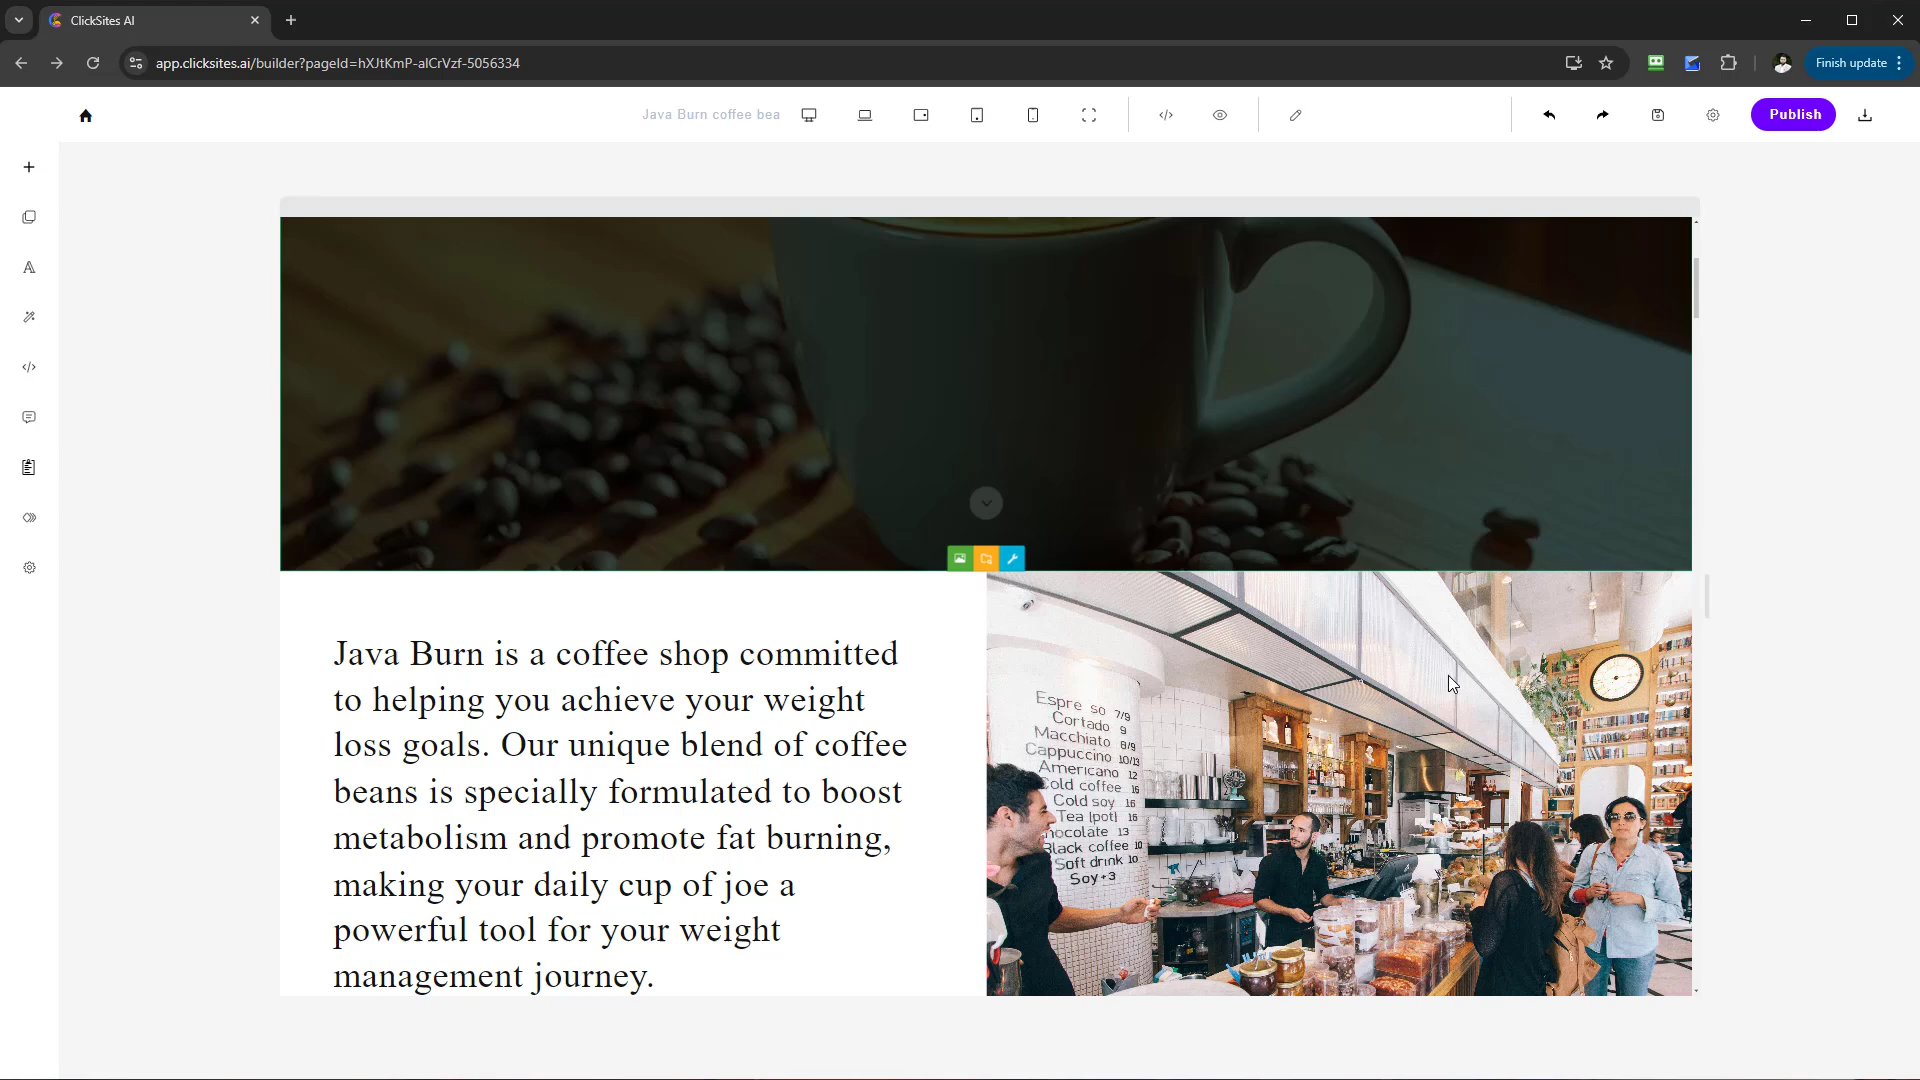 ClickSites AI
app.clicksites.ai/builder?pageId=hXJtKmP-alCrVzf-5056334
Finish update
Java Burn coffee bea
Publish
Java Burn is a coffee shop committed
to helping you achieve your weight
loss goals. Our unique blend of coffee
beans is specially formulated to boost
metabolism and promote fat burning,
making your daily cup of joe a
powerful tool for your weight
management journey.
Espre so 7/9
Cortado 9
Macchiato 8/9
Cappuccino 10/13
Americano 12
Cold coffee 16
Cold soy 16
Tea 16
hocolate 13
Black coffee 10
Soft drink 10
Soy+3